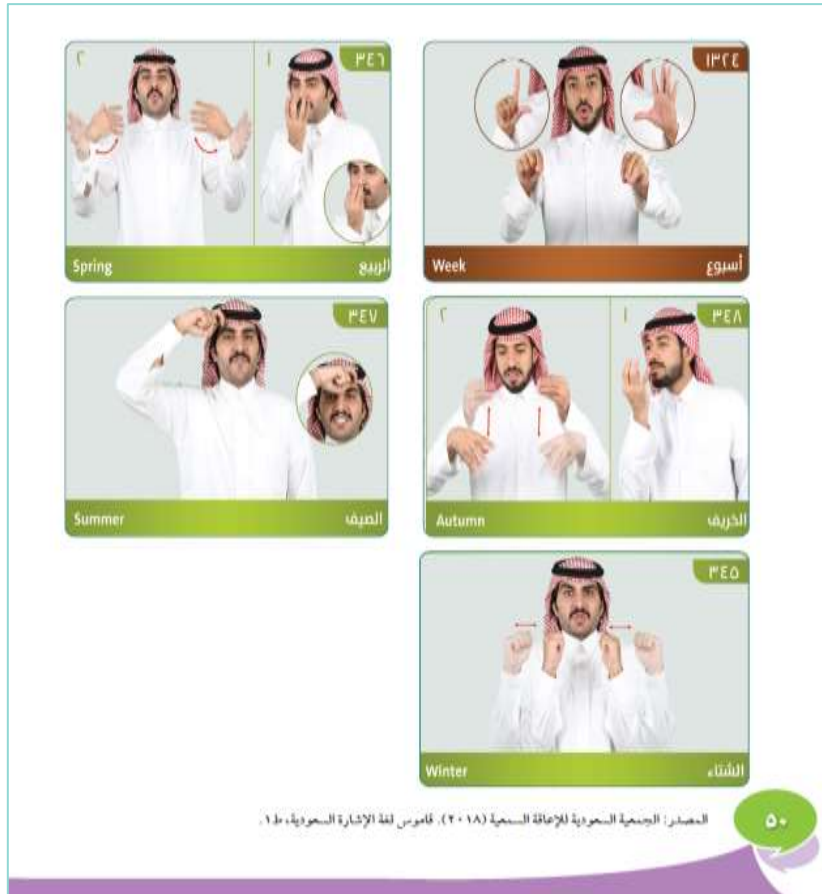 ١٣٢٤
أسبوع
Week
٢
١
٣٤٦
الربيع
Spring
٢
١
٣٤٨
الخريف
Autumn
٣٤٧
الصيف
Summer
٣٤٥
الشتاء
Winter
المصدر: الجمعية السعودية للإعاقة السمعية (٢٠١٨). قاموس لغة الإشارة السعودية، ط١.
٥٠